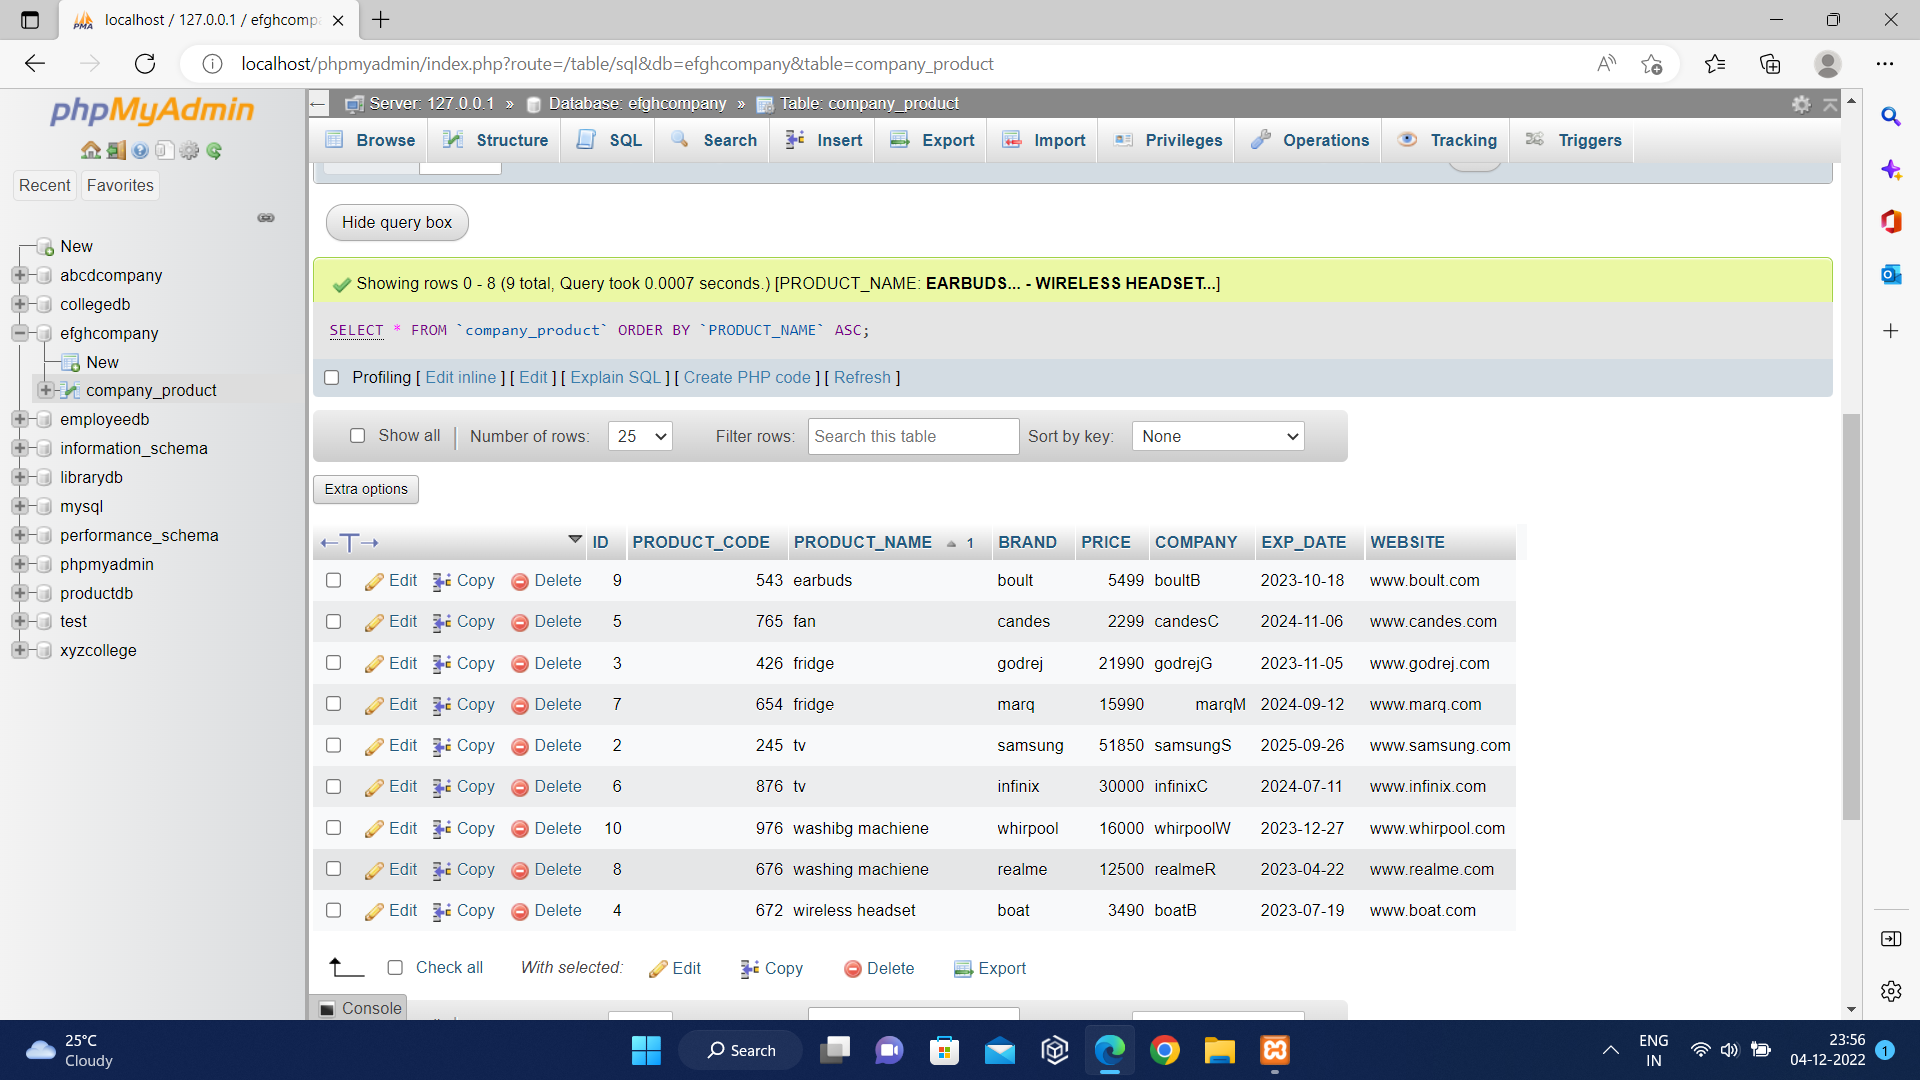 localhost / 127.0.0.1 / efghcomp
localhost/phpmyadmin/index.php?route=/table/sql&db=efghcompany&table=company_product
phpMyAdmin
Recent Favorites
New
abcdcompany
collegedb
efghcompany
New
company_product
employeedb
information_schema
librarydb
mysql
performance_schema
phpmyadmin
productdb
test
xyzcollege
Server: 127.0.0.1 » Database: efghcompany » Table: company_product
Browse Structure SQL Search Insert Export Import Privileges Operations Tracking Triggers
Hide query box
Showing rows 0 - 8 (9 total, Query took 0.0007 seconds.) [PRODUCT_NAME: EARBUDS... - WIRELESS HEADSET...]
SELECT * FROM `company_product` ORDER BY `PRODUCT_NAME` ASC;
Profiling [ Edit inline ] [ Edit ] [ Explain SQL ] [ Create PHP code ] [ Refresh ]
Show all Number of rows: 25 Filter rows: Search this table Sort by key: None
Extra options
ID PRODUCT_CODE PRODUCT_NAME 1 BRAND PRICE COMPANY EXP_DATE WEBSITE
Edit Copy Delete 9 543 earbuds boult 5499 boultB 2023-10-18 www.boult.com
Edit Copy Delete 5 765 fan candes 2299 candesC 2024-11-06 www.candes.com
Edit Copy Delete 3 426 fridge godrej 21990 godrejG 2023-11-05 www.godrej.com
Edit Copy Delete 7 654 fridge marq 15990 marqM 2024-09-12 www.marq.com
Edit Copy Delete 2 245 tv samsung 51850 samsungS 2025-09-26 www.samsung.com
Edit Copy Delete 6 876 tv infinix 30000 infinixC 2024-07-11 www.infinix.com
Edit Copy Delete 10 976 washibg machiene whirpool 16000 whirpoolW 2023-12-27 www.whirpool.com
Edit Copy Delete 8 676 washing machiene realme 12500 realmeR 2023-04-22 www.realme.com
Edit Copy Delete 4 672 wireless headset boat 3490 boatB 2023-07-19 www.boat.com
Check all With selected: Edit Copy Delete Export
Console
25°C
Cloudy
Search
ENG
IN
23:56
04-12-2022
1